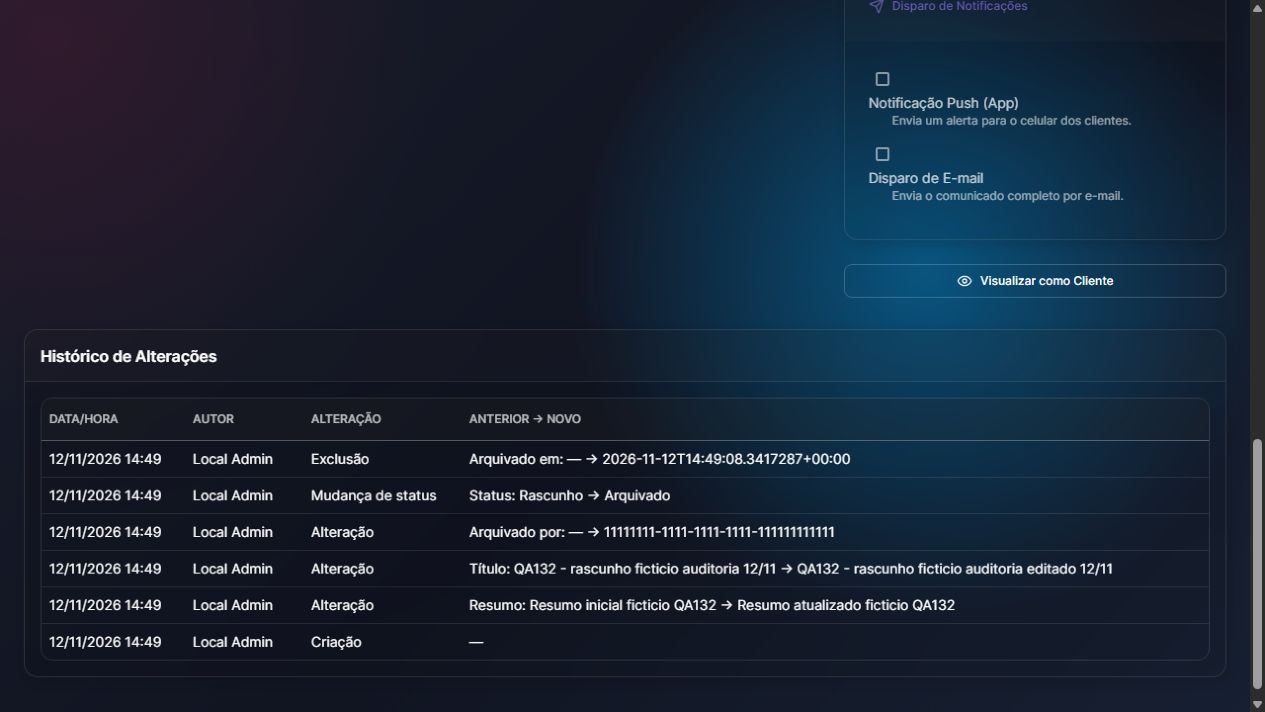 Disparo de Notificações
Notificação Push (App)
Envia um alerta para o celular dos clientes.
Disparo de E-mail
Envia o comunicado completo por e-mail.
Visualizar como Cliente
Histórico de Alterações
DATA/HORA AUTOR ALTERAÇÃO ANTERIOR → NOVO
12/11/2026 14:49 Local Admin Exclusão Arquivado em: — → 2026-11-12T14:49:08.3417287+00:00
12/11/2026 14:49 Local Admin Mudança de status Status: Rascunho → Arquivado
12/11/2026 14:49 Local Admin Alteração Arquivado por: — → 11111111-1111-1111-1111-111111111111
12/11/2026 14:49 Local Admin Alteração Título: QA132 - rascunho ficticio auditoria 12/11 → QA132 - rascunho ficticio auditoria editado 12/11
12/11/2026 14:49 Local Admin Alteração Resumo: Resumo inicial ficticio QA132 → Resumo atualizado ficticio QA132
12/11/2026 14:49 Local Admin Criação —